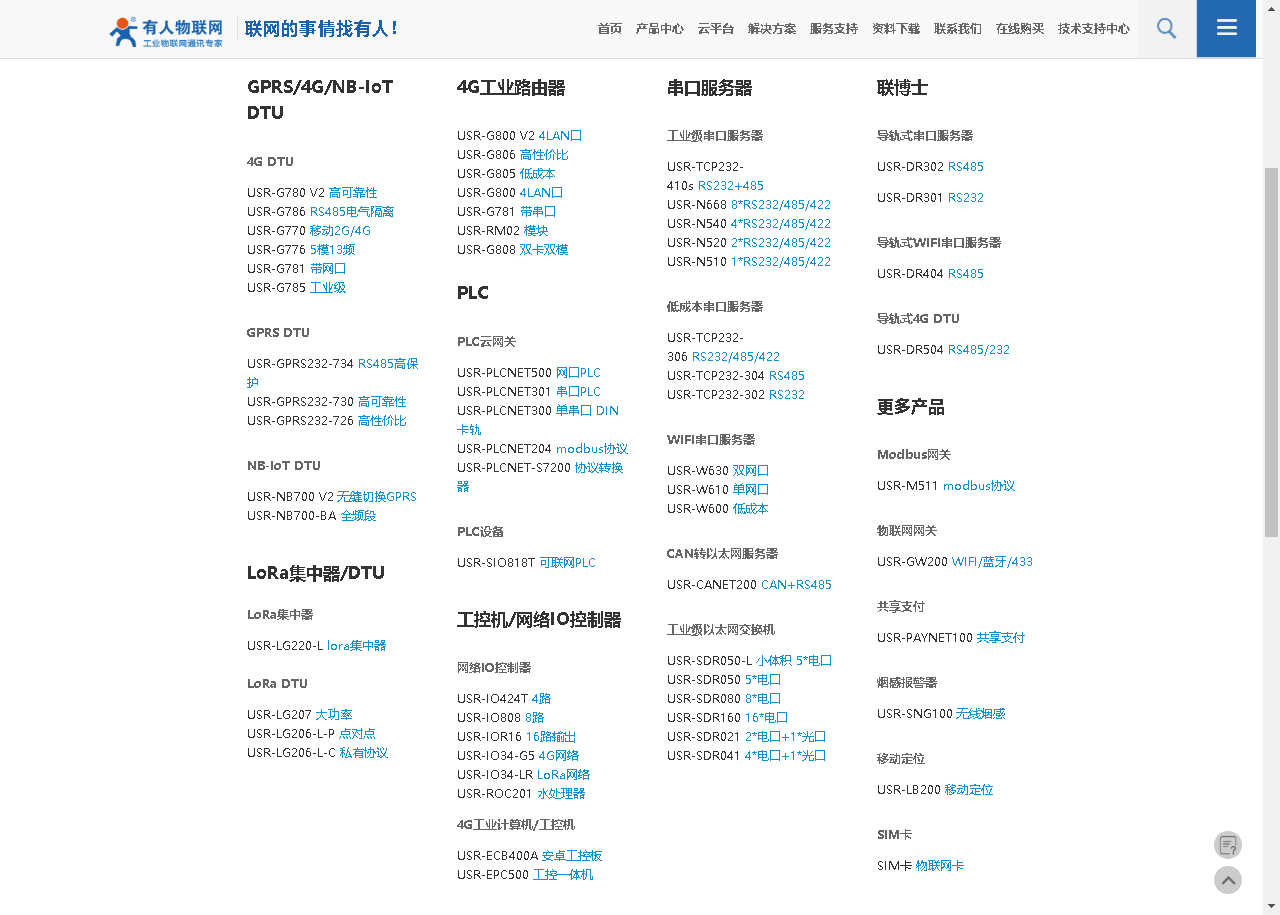 有人物联网
工业物联网通讯专家
联网的事情找有人！
首页 产品中心 云平台 解决方案 服务支持 资料下载 联系我们 在线购买 技术支持中心
GPRS/4G/NB-IoT
DTU
4G DTU
USR-G780 V2 高可靠性
USR-G786 RS485电气隔离
USR-G770 移动2G/4G
USR-G776 5模13频
USR-G781 带网口
USR-G785 工业级
GPRS DTU
USR-GPRS232-734 RS485高保
护
USR-GPRS232-730 高可靠性
USR-GPRS232-726 高性价比
NB-IoT DTU
USR-NB700 V2 无缝切换GPRS
USR-NB700-BA 全频段
LoRa集中器/DTU
LoRa集中器
USR-LG220-L lora集中器
LoRa DTU
USR-LG207 大功率
USR-LG206-L-P 点对点
USR-LG206-L-C 私有协议
4G工业路由器
USR-G800 V2 4LAN口
USR-G806 高性价比
USR-G805 低成本
USR-G800 4LAN口
USR-G781 带串口
USR-RM02 模块
USR-G808 双卡双模
PLC
PLC云网关
USR-PLCNET500 网口PLC
USR-PLCNET301 串口PLC
USR-PLCNET300 单串口 DIN
卡轨
USR-PLCNET204 modbus协议
USR-PLCNET-S7200 协议转换
器
PLC设备
USR-SIO818T 可联网PLC
工控机/网络IO控制器
网络IO控制器
USR-IO424T 4路
USR-IO808 8路
USR-IOR16 16路输出
USR-IO34-G5 4G网络
USR-IO34-LR LoRa网络
USR-ROC201 水处理器
4G工业计算机/工控机
USR-ECB400A 安卓工控板
USR-EPC500 工控一体机
串口服务器
工业级串口服务器
USR-TCP232-
410s RS232+485
USR-N668 8*RS232/485/422
USR-N540 4*RS232/485/422
USR-N520 2*RS232/485/422
USR-N510 1*RS232/485/422
低成本串口服务器
USR-TCP232-
306 RS232/485/422
USR-TCP232-304 RS485
USR-TCP232-302 RS232
WIFI串口服务器
USR-W630 双网口
USR-W610 单网口
USR-W600 低成本
CAN转以太网服务器
USR-CANET200 CAN+RS485
工业级以太网交换机
USR-SDR050-L 小体积 5*电口
USR-SDR050 5*电口
USR-SDR080 8*电口
USR-SDR160 16*电口
USR-SDR021 2*电口+1*光口
USR-SDR041 4*电口+1*光口
联博士
导轨式串口服务器
USR-DR302 RS485
USR-DR301 RS232
导轨式WIFI串口服务器
USR-DR404 RS485
导轨式4G DTU
USR-DR504 RS485/232
更多产品
Modbus网关
USR-M511 modbus协议
物联网网关
USR-GW200 WIFI/蓝牙/433
共享支付
USR-PAYNET100 共享支付
烟感报警器
USR-SNG100 无线烟感
移动定位
USR-LB200 移动定位
SIM卡
SIM卡 物联网卡